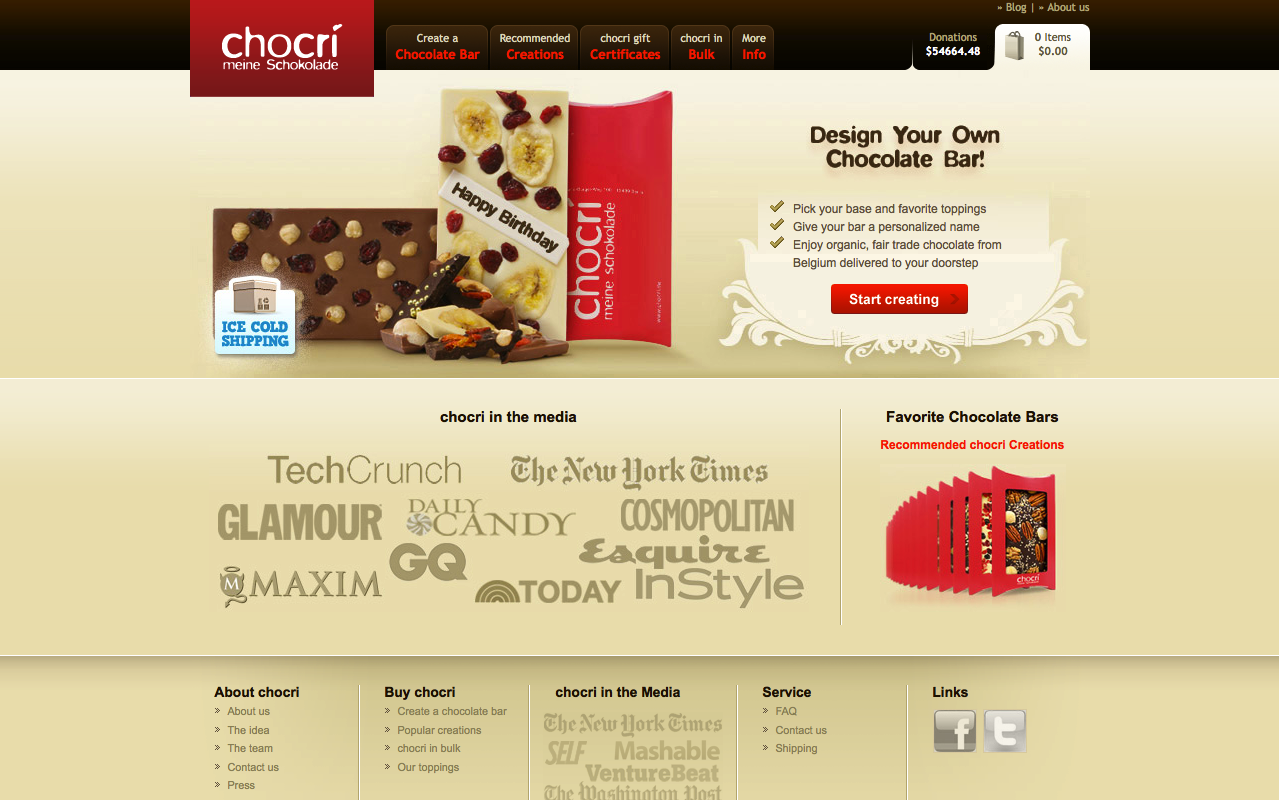 » Blog | » About us
chocri
meine Schokolade
Create a
Chocolate Bar
Recommended
Creations
chocri gift
Certificates
chocri in
Bulk
More
Info
Donations
$54664.48
0 Items
$0.00
Happy Birthday
chocri
meine schokolade
ICE COLD
SHIPPING
Design Your Own
Chocolate Bar!
Pick your base and favorite toppings
Give your bar a personalized name
Enjoy organic, fair trade chocolate from
Belgium delivered to your doorstep
Start creating
chocri in the media
TechCrunch
The New York Times
GLAMOUR
DAILY
CANDY
COSMOPOLITAN
GQ
Esquire
M MAXIM
TODAY
InStyle
Favorite Chocolate Bars
Recommended chocri Creations
chocri
About chocri
About us
The idea
The team
Contact us
Press
Buy chocri
Create a chocolate bar
Popular creations
chocri in bulk
Our toppings
chocri in the Media
The New York Times
SELF
Mashable
VentureBeat
The Washington Post
Service
FAQ
Contact us
Shipping
Links
f
t